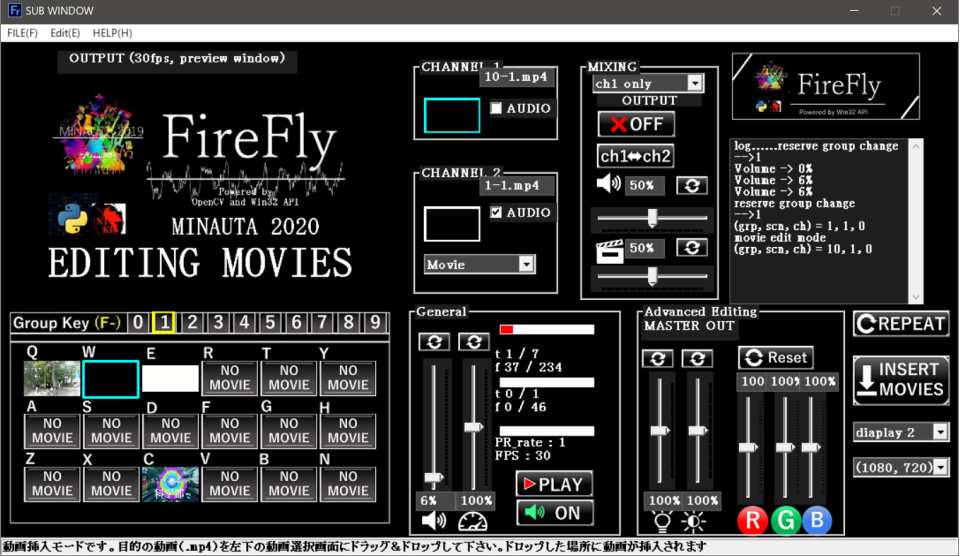 Fr SUB WINDOW
FILE(F) Edit(E) HELP(H)
OUTPUT (30fps, preview window)
MINAUTA 2019
FireFly
Powered by
OpenCV and Win32 API
MINAUTA 2020
EDITING MOVIES
CHANNEL 1
10-1.mp4
AUDIO
CHANNEL 2
1-1.mp4
AUDIO
Movie
MIXING
ch1 only
OUTPUT
OFF
ch1⬌ch2
50%
50%
FireFly
Powered by Win32 API
log......reserve group change
-->1
Volume -> 0%
Volume -> 6%
Volume -> 6%
reserve group change
-->1
(grp, scn, ch) = 1, 1, 0
movie edit mode
(grp, scn, ch) = 10, 1, 0
Group Key (F-) 0 1 2 3 4 5 6 7 8 9
Q W E R T Y
NO MOVIE NO MOVIE NO MOVIE
A S D F G H
NO MOVIE NO MOVIE NO MOVIE NO MOVIE NO MOVIE NO MOVIE
Z X C V B N
NO MOVIE NO MOVIE NO MOVIE NO MOVIE NO MOVIE
General
t 1 / 7
f 37 / 234
t 0 / 1
f 0 / 46
PR_rate : 1
FPS : 30
PLAY
ON
6% 100%
Advanced Editing
MASTER OUT
Reset
100 100% 100%
100% 100%
R G B
REPEAT
INSERT
MOVIES
diaplay 2
(1080, 720)
動画挿入モードです。目的の動画(.mp4)を左下の動画選択画面にドラッグ&ドロップして下さい。ドロップした場所に動画が挿入されます